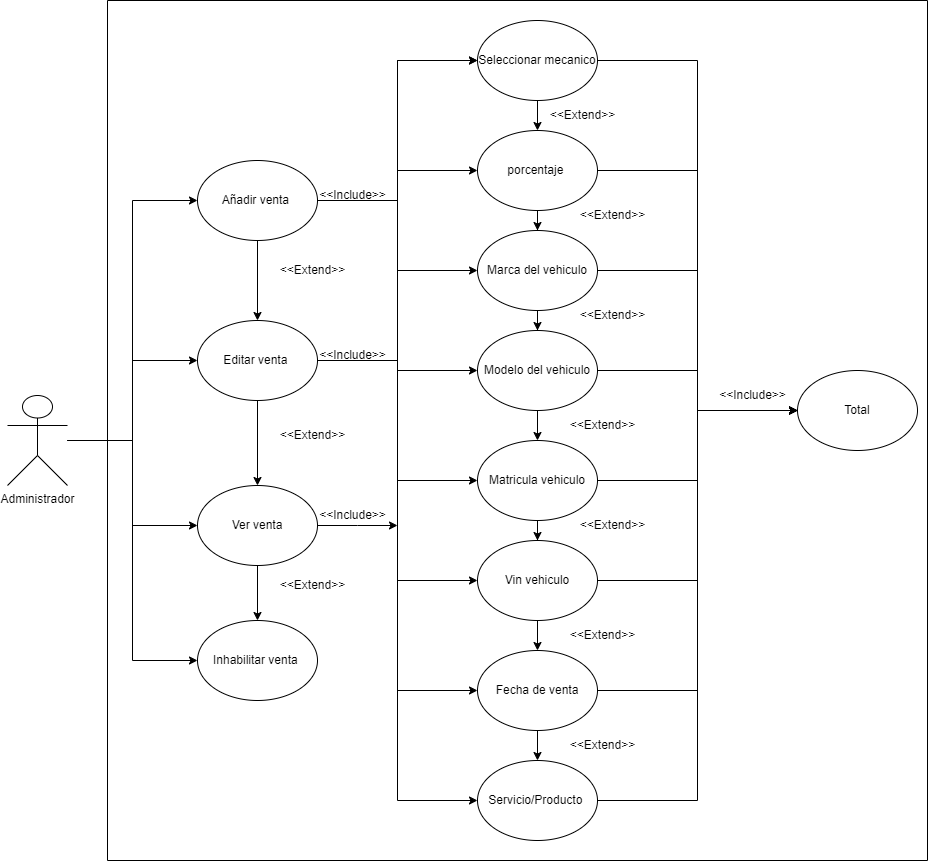 Seleccionar mecanico
<<Extend>>
porcentaje
Añadir venta
<<Include>>
<<Extend>>
Marca del vehiculo
<<Extend>>
<<Extend>>
Editar venta
<<Include>>
Modelo del vehiculo
<<Include>>
Total
<<Extend>>
<<Extend>>
Matricula vehiculo
Administrador
Ver venta
<<Include>>
<<Extend>>
Vin vehiculo
<<Extend>>
<<Extend>>
Inhabilitar venta
Fecha de venta
<<Extend>>
Servicio/Producto